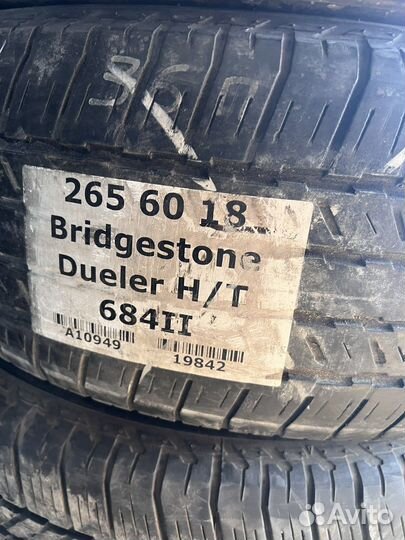 265 60 18
Bridgestone
Dueler H/T
684II
A10949
19842
Avito